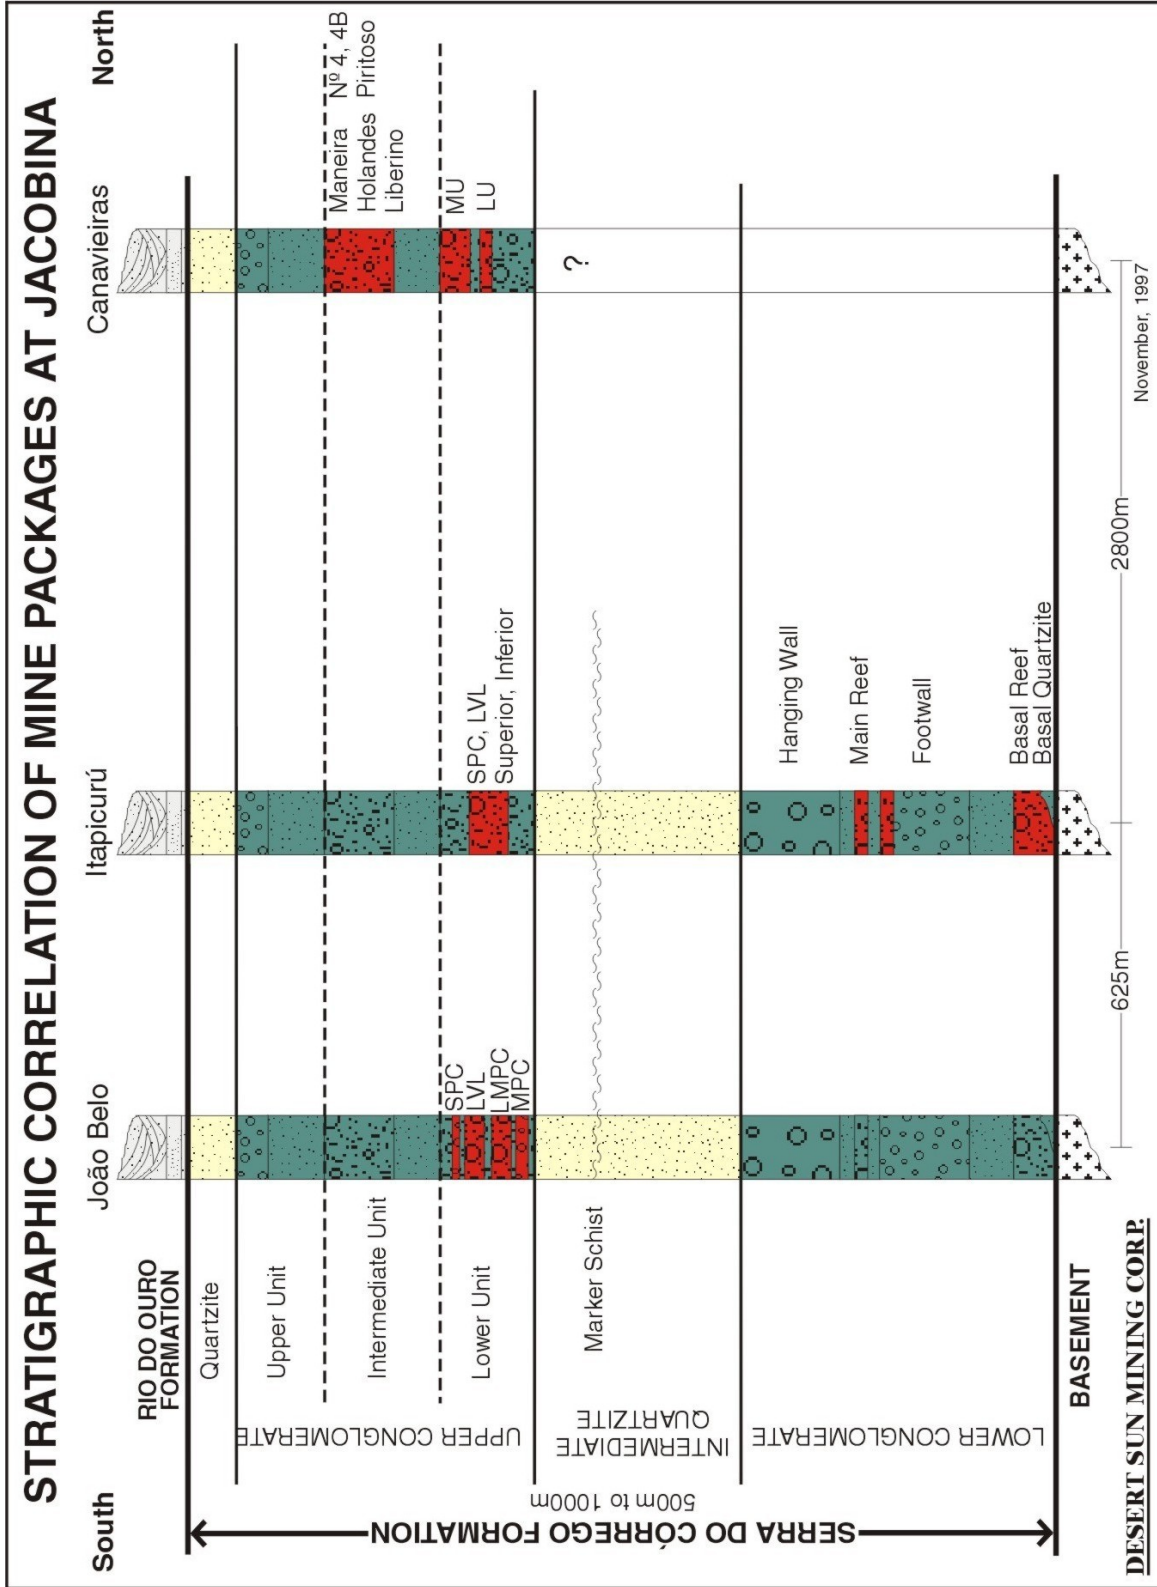 STRATIGRAPHIC CORRELATION OF MINE PACKAGES AT JACOBINA
South
North
João Belo
Itapicurú
Canavieiras
RIO DO OURO
FORMATION
Quartzite
Upper Unit
Intermediate Unit
Lower Unit
Marker Schist
UPPER CONGLOMERATE
INTERMEDIATE
QUARTZITE
LOWER CONGLOMERATE
500m to 1000m
SERRA DO CÓRREGO FORMATION
BASEMENT
SPC
LVL
LMPC
MPC
SPC, LVL
Superior, Inferior
Hanging Wall
Main Reef
Footwall
Basal Reef
Basal Quartzite
Maneira Nº 4, 4B
Holandes Piritoso
Liberino
MU
LU
?
625m
2800m
November, 1997
DESERT SUN MINING CORP.